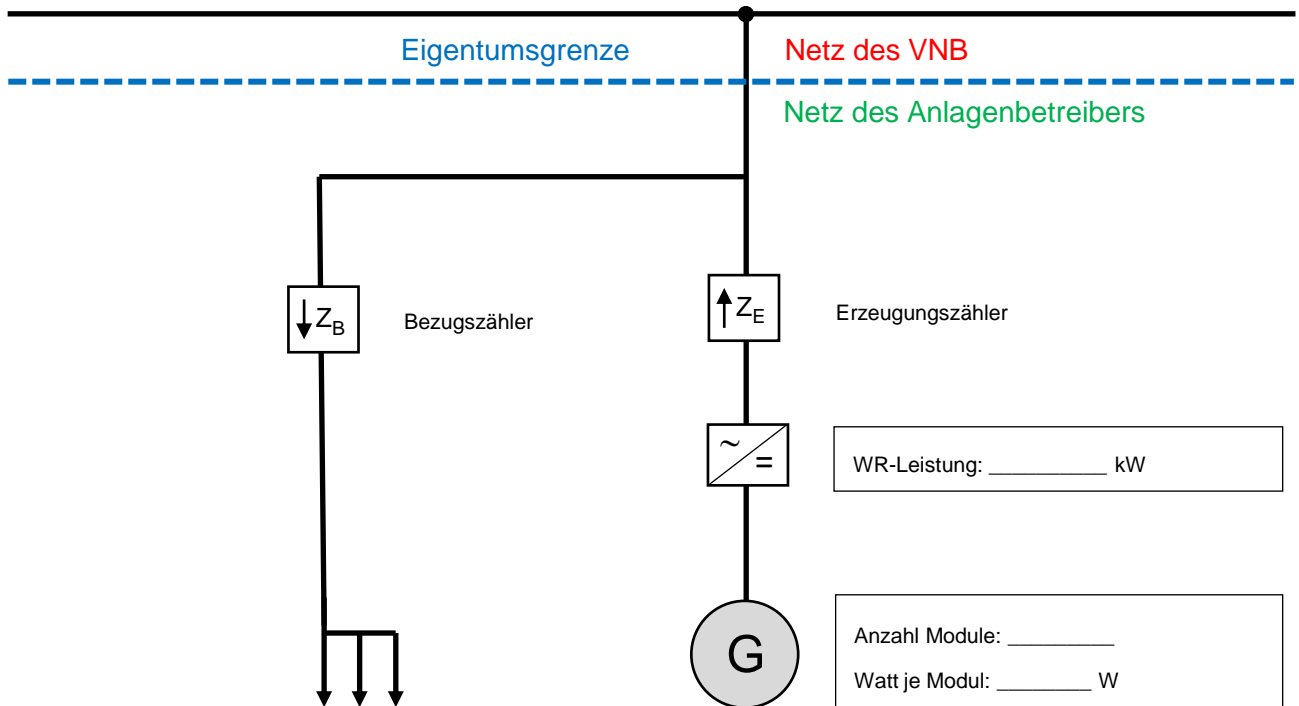 Eigentumsgrenze
Netz des VNB
Netz des Anlagenbetreibers
Z_B
Bezugszähler
Z_E
Erzeugungszähler
~
=
WR-Leistung: __________ kW
G
Anzahl Module: _________
Watt je Modul: ________ W